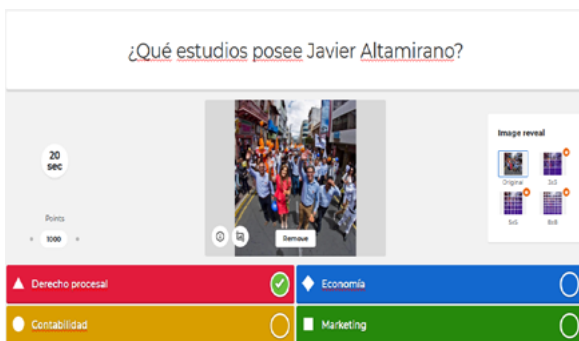 ¿Qué estudios posee Javier Altamirano?
20
sec
Points
1000
Remove
Image reveal
Original
3x3
5x5
8x8
Derecho procesal
Economía
Contabilidad
Marketing